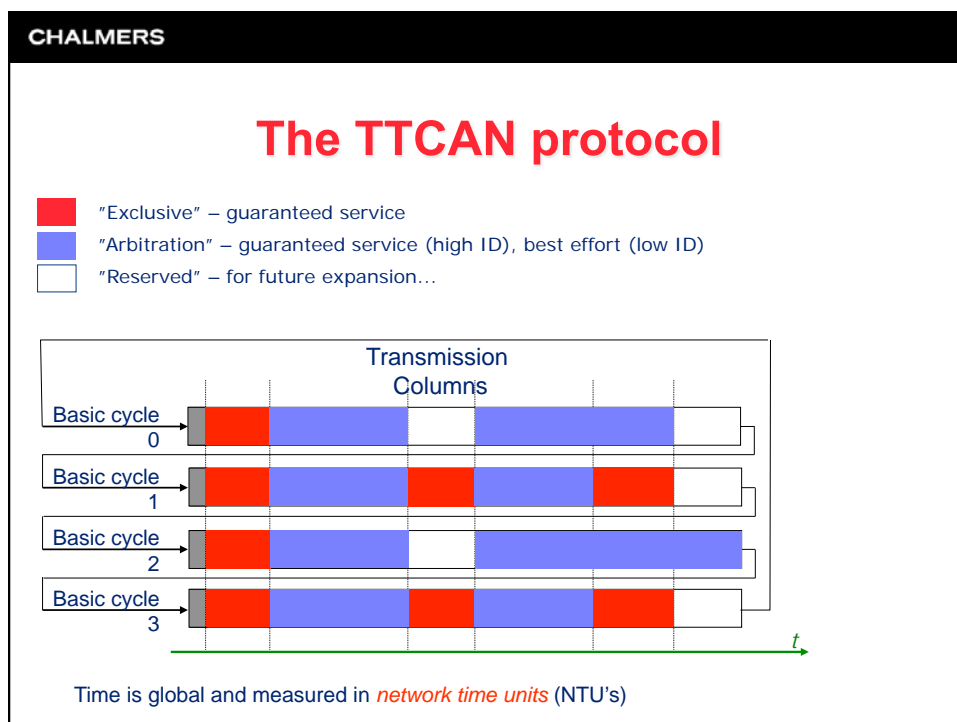 CHALMERS
The TTCAN protocol
"Exclusive" – guaranteed service
"Arbitration" – guaranteed service (high ID), best effort (low ID)
"Reserved" – for future expansion...
Transmission
Columns
Basic cycle
0
Basic cycle
1
Basic cycle
2
Basic cycle
3
t
Time is global and measured in network time units (NTU's)